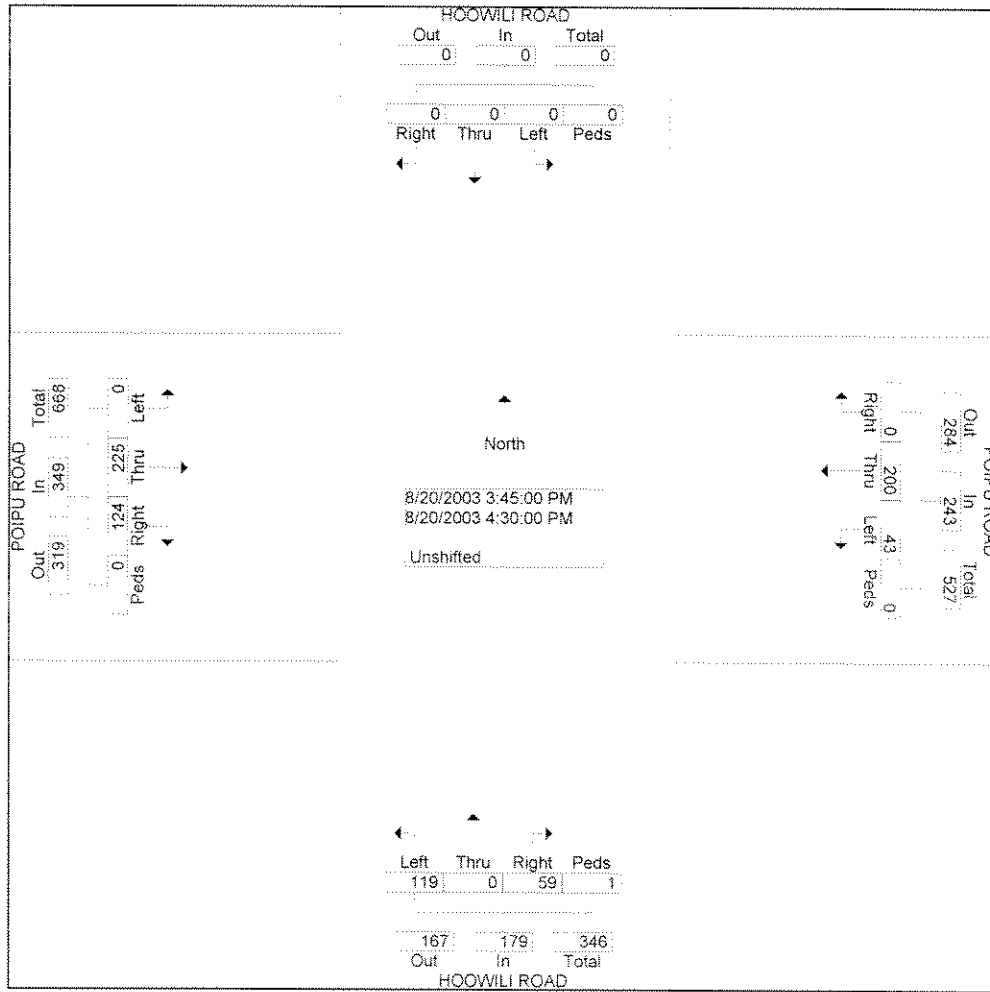 HOOWILI ROAD
Out In Total
0 0 0
0 0 0 0
Right Thru Left Peds
POIPU ROAD
Out In Total
319 349 668
0 124 225 0
Peds Right Thru Left
North
8/20/2003 3:45:00 PM
8/20/2003 4:30:00 PM
Unshifted
POIPU ROAD
Out In Total
284 243 527
0 200 43 0
Right Thru Left Peds
Left Thru Right Peds
119 0 59 1
167 179 346
Out In Total
HOOWILI ROAD